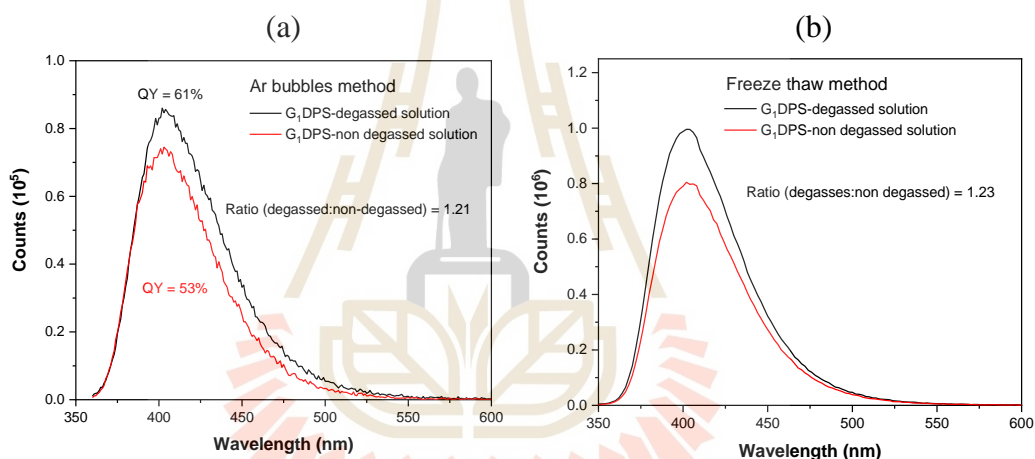 (a)
(b)
Ar bubbles method
QY = 61%
G₁DPS-degassed solution
G₁DPS-non degassed solution
Ratio (degassed:non-degassed) = 1.21
QY = 53%
Counts (10⁵)
1.0
0.8
0.6
0.4
0.2
0.0
350 400 450 500 550 600
Wavelength (nm)
Freeze thaw method
G₁DPS-degassed solution
G₁DPS-non degassed solution
Ratio (degasses:non degassed) = 1.23
Counts (10⁶)
1.2
1.0
0.8
0.6
0.4
0.2
0.0
350 400 450 500 550 600
Wavelength (nm)